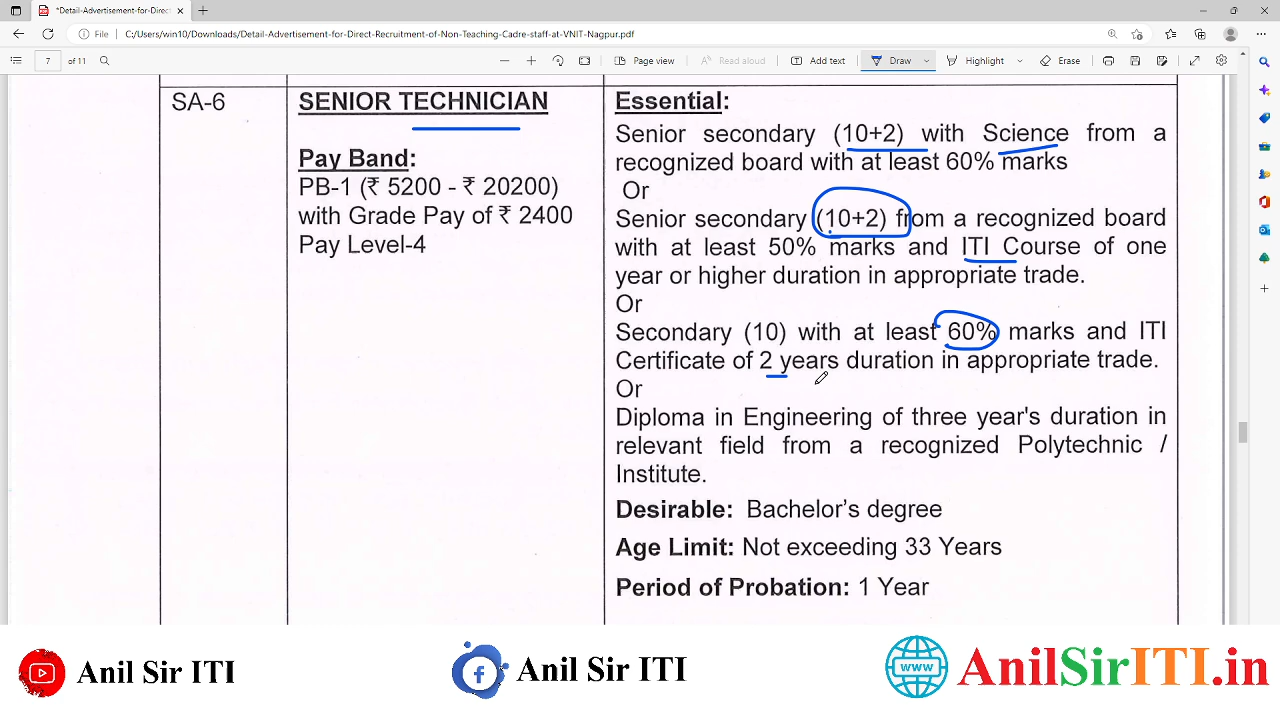 *Detail-Advertisement-for-Direct
File
C:/Users/win10/Downloads/Detail-Advertisement-for-Direct-Recruitment-of-Non-Teaching-Cadre-staff-at-VNIT-Nagpur.pdf
7 of 11
Page view
Read aloud
Add text
Draw
Highlight
Erase
SA-6
SENIOR TECHNICIAN
Pay Band:
PB-1 (₹ 5200 - ₹ 20200)
with Grade Pay of ₹ 2400
Pay Level-4
Essential:
Senior secondary (10+2) with Science from a
recognized board with at least 60% marks
Or
Senior secondary (10+2) from a recognized board
with at least 50% marks and ITI Course of one
year or higher duration in appropriate trade.
Or
Secondary (10) with at least 60% marks and ITI
Certificate of 2 years duration in appropriate trade.
Or
Diploma in Engineering of three year's duration in
relevant field from a recognized Polytechnic /
Institute.
Desirable: Bachelor's degree
Age Limit: Not exceeding 33 Years
Period of Probation: 1 Year
Anil Sir ITI
Anil Sir ITI
www
AnilSirITI.in